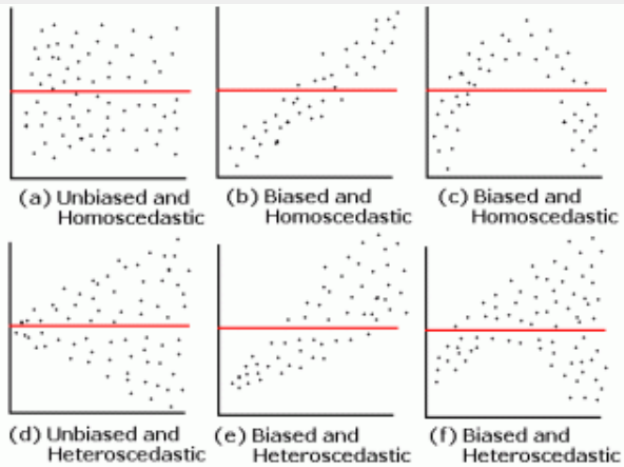 (a) Unbiased and
Homoscedastic
(b) Biased and
Homoscedastic
(c) Biased and
Homoscedastic
(d) Unbiased and
Heteroscedastic
(e) Biased and
Heteroscedastic
(f) Biased and
Heteroscedastic